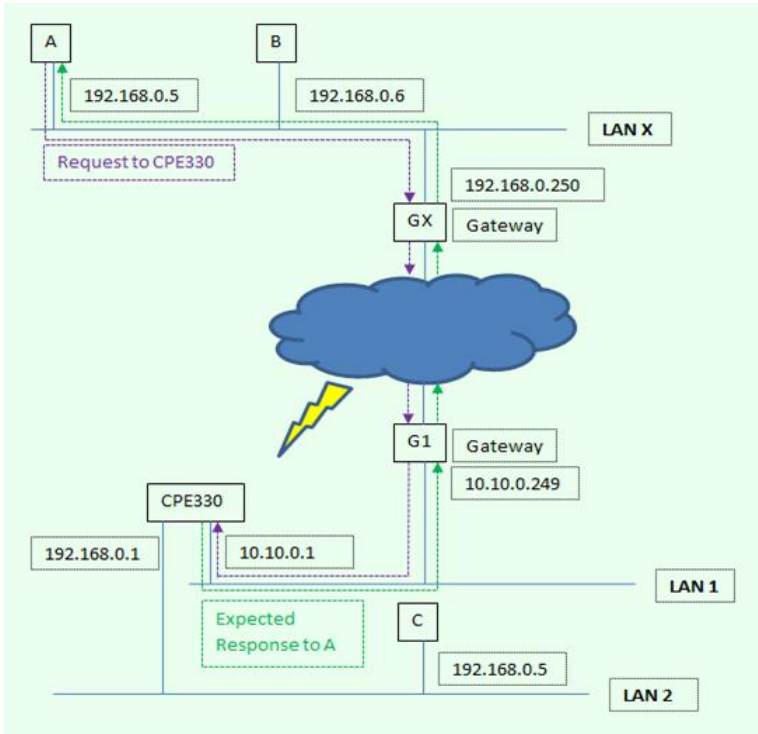 A
B
192.168.0.5
192.168.0.6
LAN X
Request to CPE330
192.168.0.250
GX
Gateway
G1
Gateway
10.10.0.249
CPE330
192.168.0.1
10.10.0.1
LAN 1
Expected
Response to A
C
192.168.0.5
LAN 2